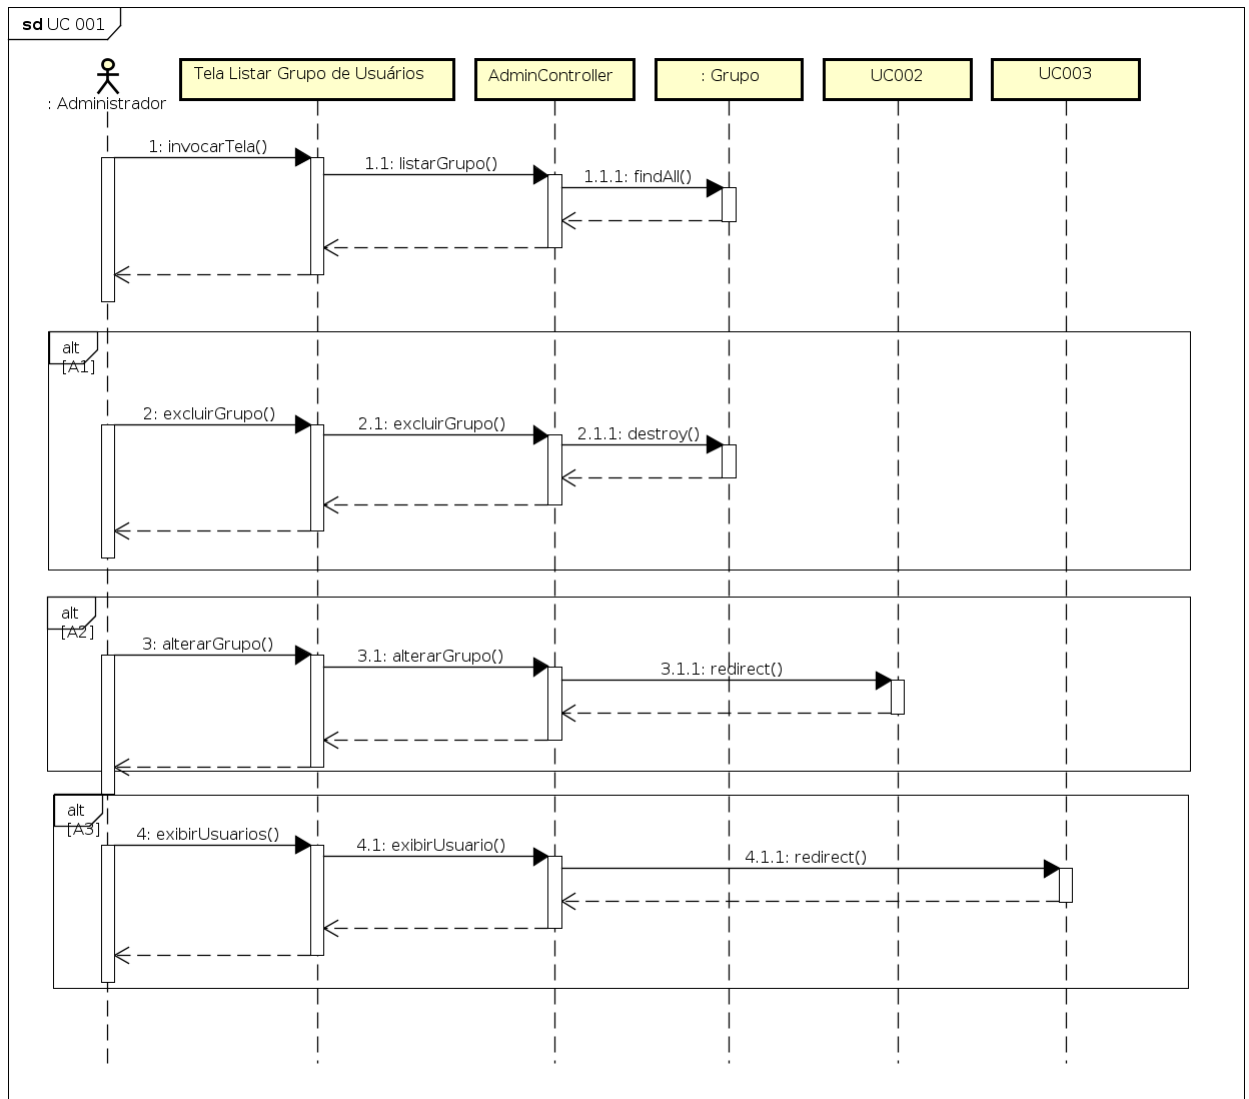 sd UC 001
: Administrador
Tela Listar Grupo de Usuários
AdminController
: Grupo
UC002
UC003
1: invocarTela()
1.1: listarGrupo()
1.1.1: findAll()
alt
[A1]
2: excluirGrupo()
2.1: excluirGrupo()
2.1.1: destroy()
alt
[A2]
3: alterarGrupo()
3.1: alterarGrupo()
3.1.1: redirect()
alt
[A3]
4: exibirUsuarios()
4.1: exibirUsuario()
4.1.1: redirect()